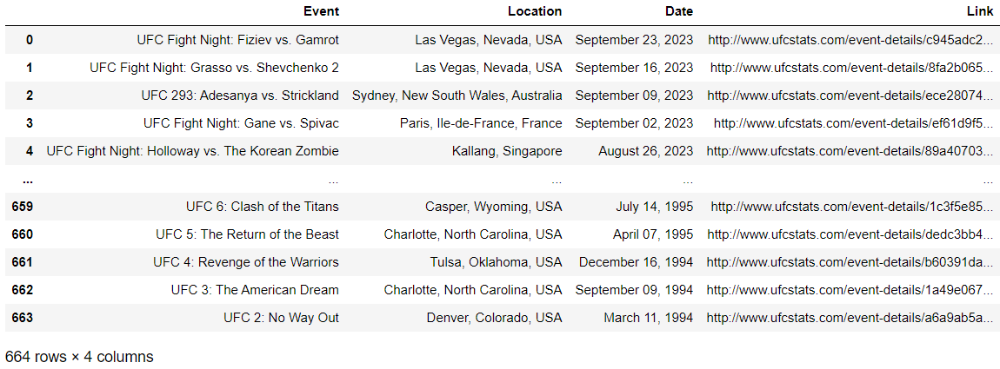 Event Location Date Link
0 UFC Fight Night: Fiziev vs. Gamrot Las Vegas, Nevada, USA September 23, 2023 http://www.ufcstats.com/event-details/c945adc2...
1 UFC Fight Night: Grasso vs. Shevchenko 2 Las Vegas, Nevada, USA September 16, 2023 http://www.ufcstats.com/event-details/8fa2b065...
2 UFC 293: Adesanya vs. Strickland Sydney, New South Wales, Australia September 09, 2023 http://www.ufcstats.com/event-details/ece28074...
3 UFC Fight Night: Gane vs. Spivac Paris, Ile-de-France, France September 02, 2023 http://www.ufcstats.com/event-details/ef61d9f5...
4 UFC Fight Night: Holloway vs. The Korean Zombie Kallang, Singapore August 26, 2023 http://www.ufcstats.com/event-details/89a40703...
... ... ... ... ...
659 UFC 6: Clash of the Titans Casper, Wyoming, USA July 14, 1995 http://www.ufcstats.com/event-details/1c3f5e85...
660 UFC 5: The Return of the Beast Charlotte, North Carolina, USA April 07, 1995 http://www.ufcstats.com/event-details/dedc3bb4...
661 UFC 4: Revenge of the Warriors Tulsa, Oklahoma, USA December 16, 1994 http://www.ufcstats.com/event-details/b60391da...
662 UFC 3: The American Dream Charlotte, North Carolina, USA September 09, 1994 http://www.ufcstats.com/event-details/1a49e067...
663 UFC 2: No Way Out Denver, Colorado, USA March 11, 1994 http://www.ufcstats.com/event-details/a6a9ab5a...
664 rows × 4 columns